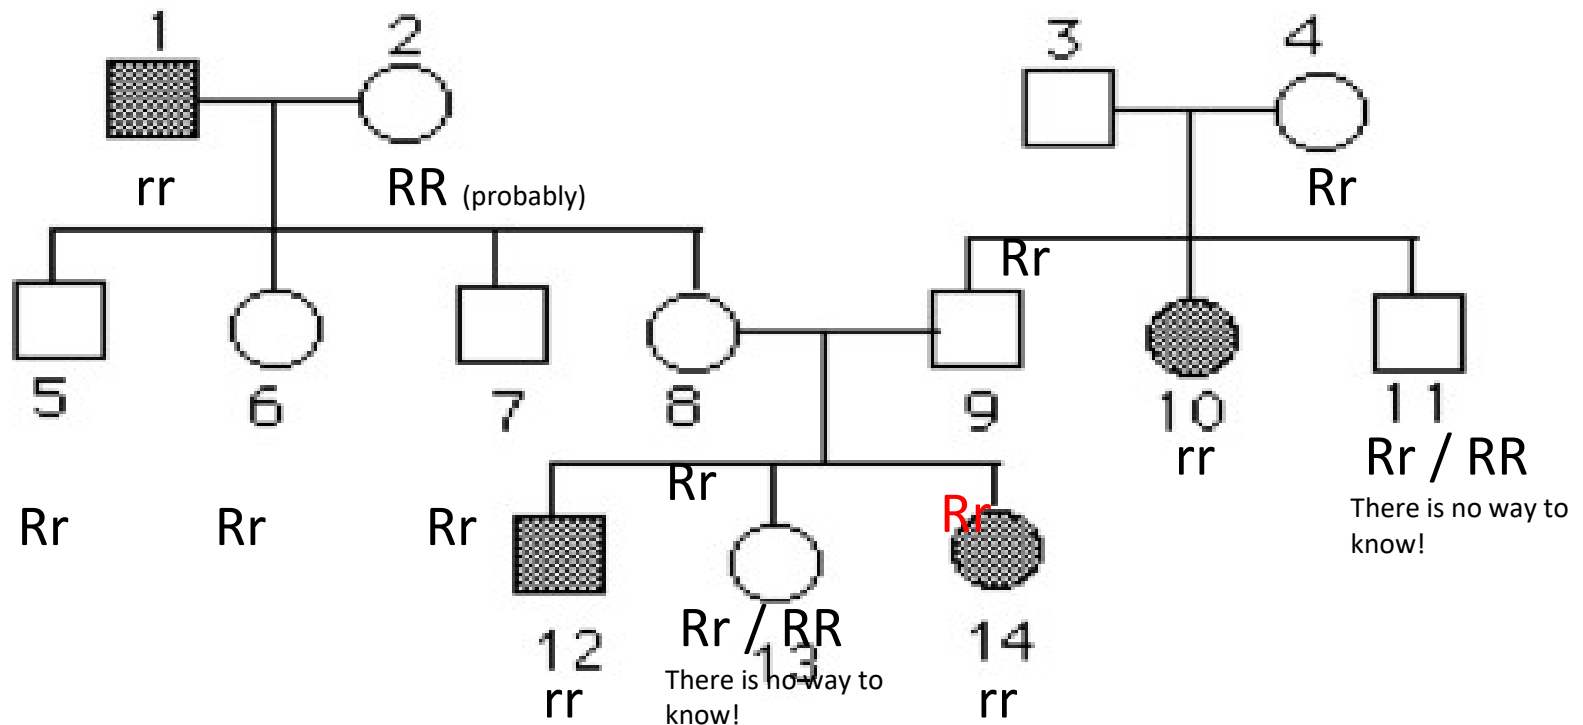 1 2 3 4
rr RR (probably) Rr
Rr
5 6 7 8 9 10 11
rr Rr / RR
There is no way to
know!
Rr Rr Rr Rr Rr
12 13 14
Rr / RR
There is no way to
know!
rr rr